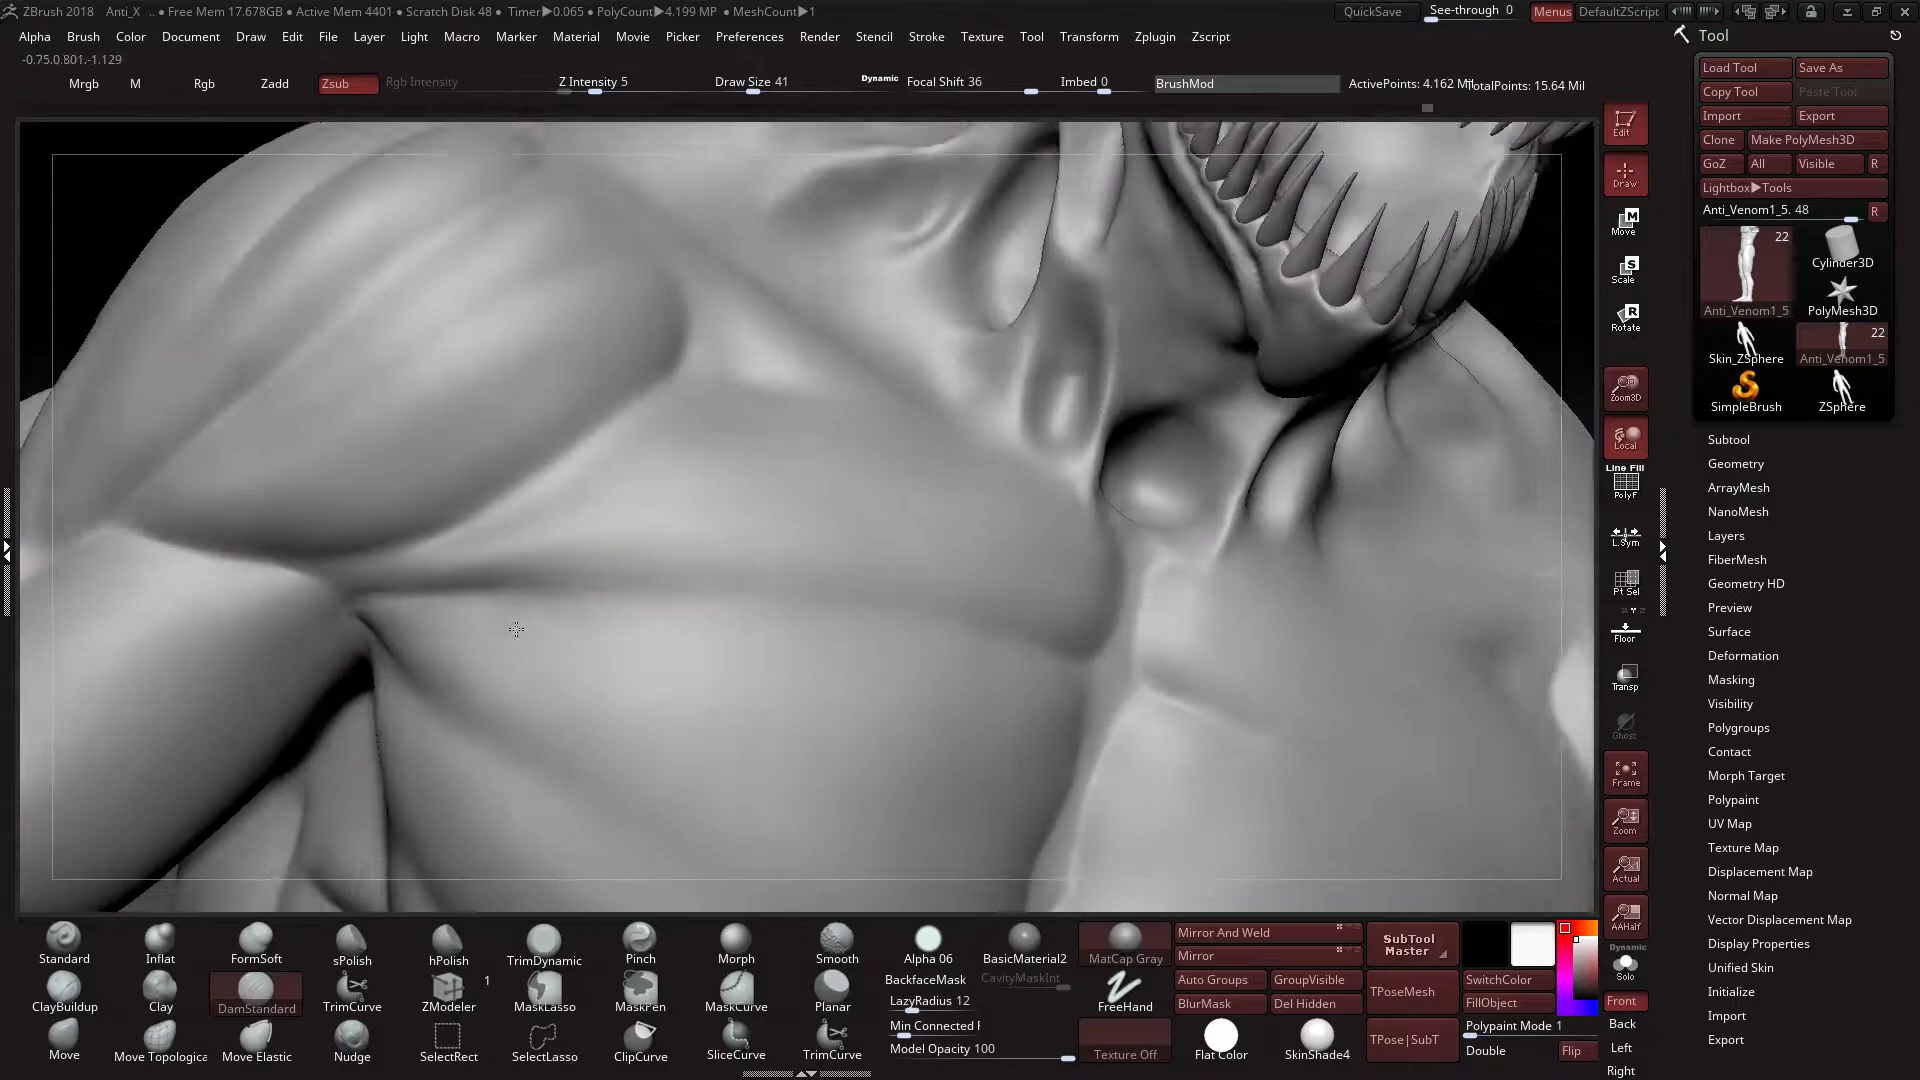 ZBrush 2018 Anti_X .. ● Free Mem 17.678GB ● Active Mem 4401 ● Scratch Disk 48 ● Timer▶0.065 ● PolyCount▶4.199 MP ● MeshCount▶1 QuickSave See-through 0 Menus DefaultZScript
Alpha Brush Color Document Draw Edit File Layer Light Macro Marker Material Movie Picker Preferences Render Stencil Stroke Texture Tool Transform Zplugin Zscript
-0.75,0.801,-1.129
Mrgb M Rgb Zadd Zsub Rgb Intensity Z Intensity 5 Draw Size 41 Dynamic Focal Shift 36 Imbed 0 BrushMod ActivePoints: 4.162 Mil TotalPoints: 15.64 Mil
Edit
Draw
Move
Scale
Rotate
Zoom3D
Local
Line Fill
PolyF
L.Sym
Pt Sel
Floor
Transp
Ghost
Frame
Zoom
Actual
AAHalf
Dynamic
Solo
Front
Back
Left
Right
Tool
Load Tool Save As
Copy Tool Paste Tool
Import Export
Clone Make PolyMesh3D
GoZ All Visible R
Lightbox▶Tools
Anti_Venom1_5. 48 R
22
Cylinder3D
Anti_Venom1_5 PolyMesh3D
22
Skin_ZSphere Anti_Venom1_5
SimpleBrush ZSphere
Subtool
Geometry
ArrayMesh
NanoMesh
Layers
FiberMesh
Geometry HD
Preview
Surface
Deformation
Masking
Visibility
Polygroups
Contact
Morph Target
Polypaint
UV Map
Texture Map
Displacement Map
Normal Map
Vector Displacement Map
Display Properties
Unified Skin
Initialize
Import
Export
Standard Inflat FormSoft sPolish hPolish TrimDynamic Pinch Morph Smooth Alpha 06 BasicMaterial2 MatCap Gray
ClayBuildup Clay DamStandard TrimCurve ZModeler 1 MaskLasso MaskPen MaskCurve Planar
Move Move Topologica Move Elastic Nudge SelectRect SelectLasso ClipCurve SliceCurve TrimCurve
BackfaceMask CavityMaskInt
LazyRadius 12 FreeHand
Min Connected P
Model Opacity 100 Texture Off Flat Color SkinShade4
Mirror And Weld
Mirror
Auto Groups GroupVisible
BlurMask Del Hidden
SubTool
Master
TPoseMesh
TPose|SubT
SwitchColor
FillObject
Polypaint Mode 1
Double Flip